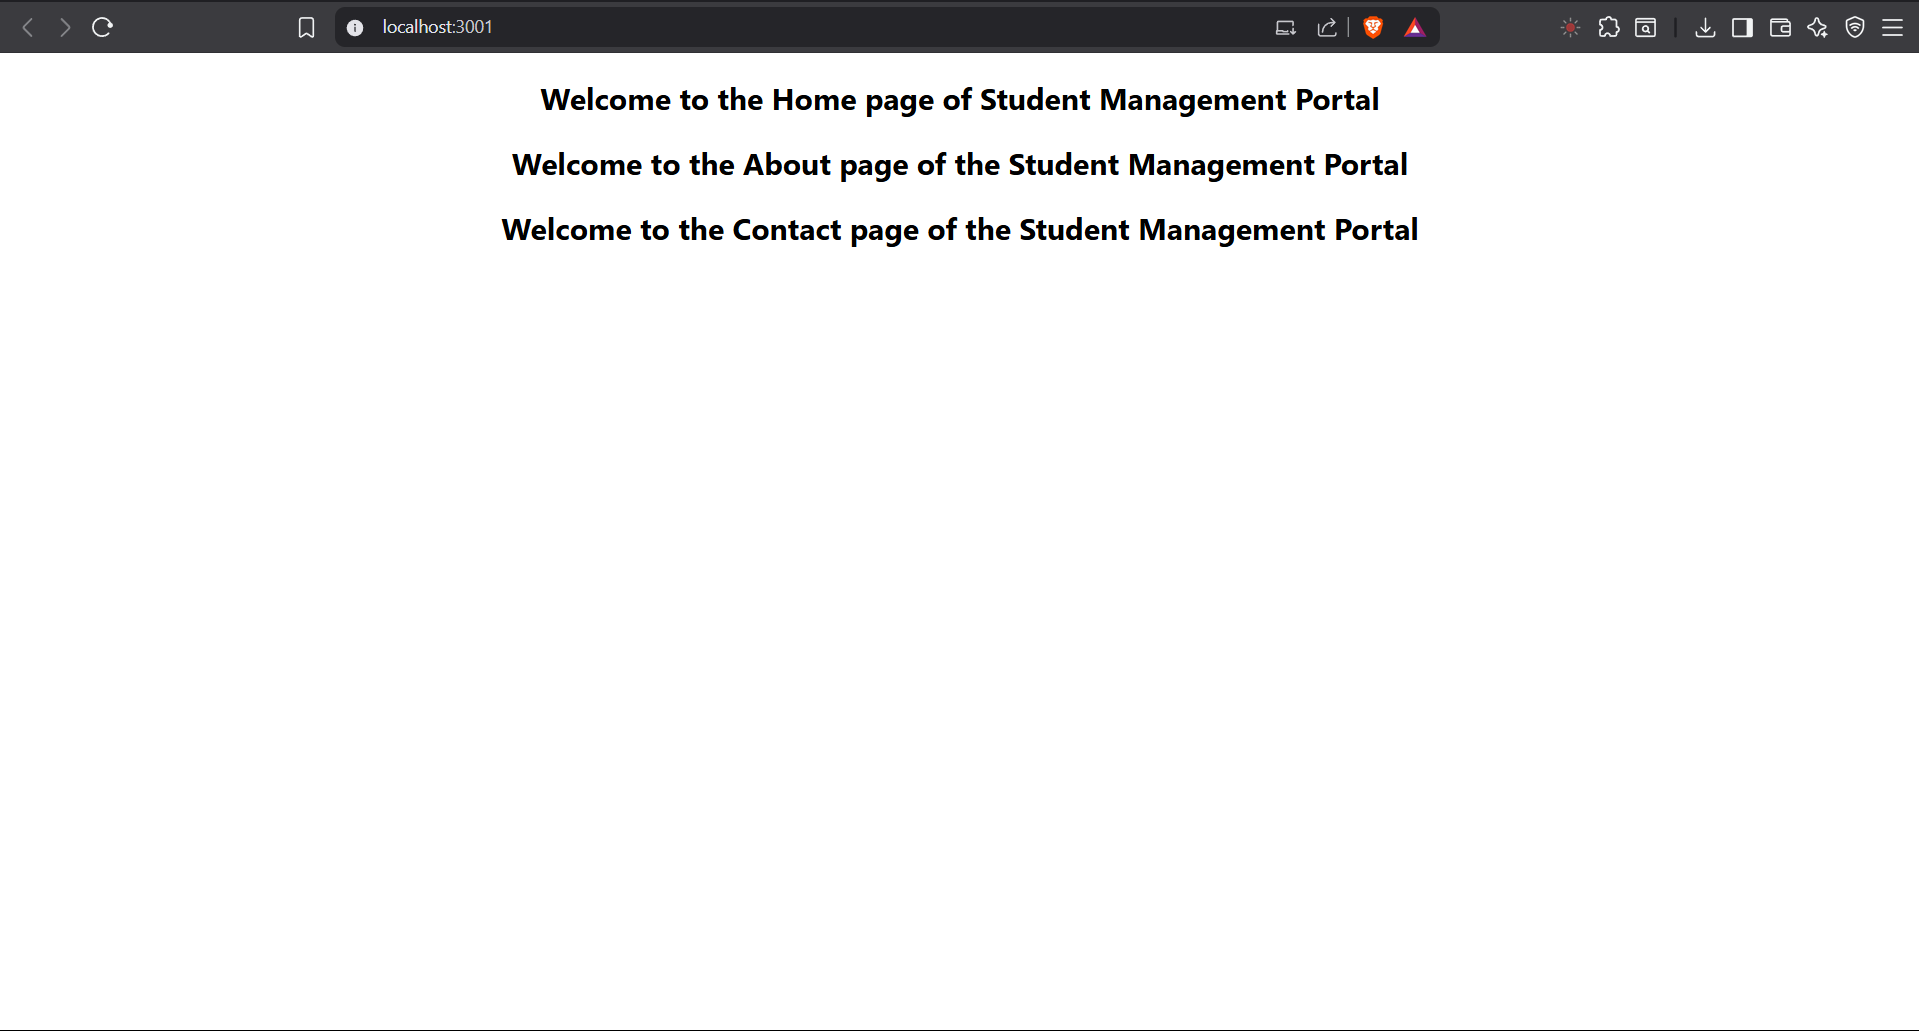 localhost:3001
Welcome to the Home page of Student Management Portal
Welcome to the About page of the Student Management Portal
Welcome to the Contact page of the Student Management Portal